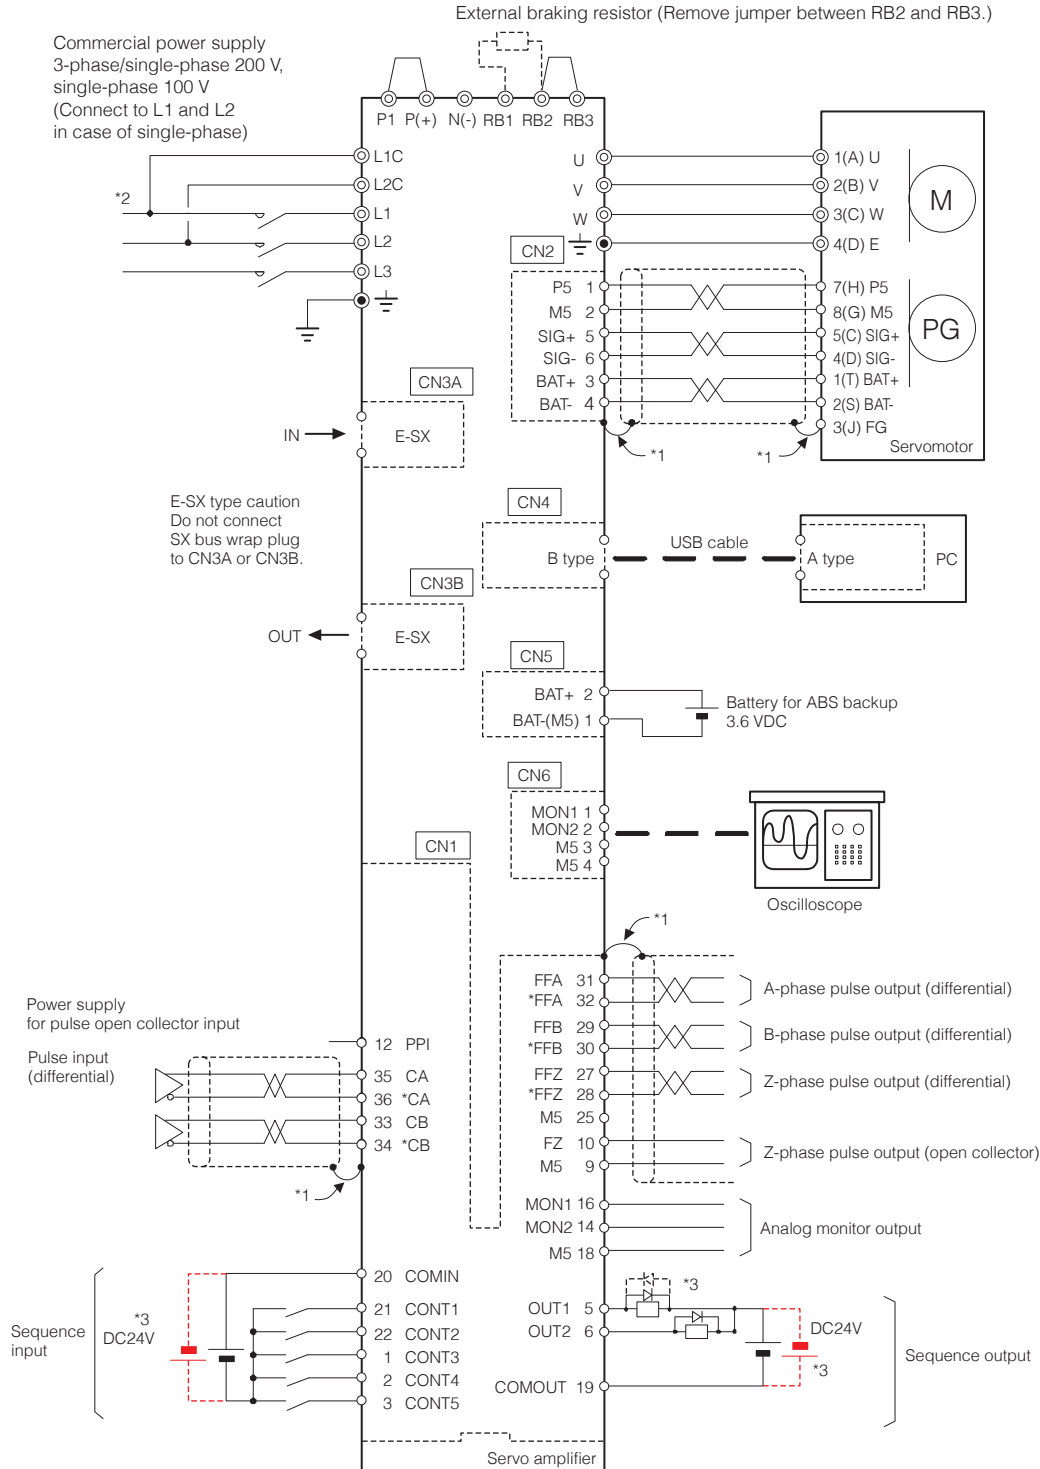 External braking resistor (Remove jumper between RB2 and RB3.)
Commercial power supply
3-phase/single-phase 200 V,
single-phase 100 V
(Connect to L1 and L2
in case of single-phase)
P1 P(+) N(-) RB1 RB2 RB3
L1C
L2C
*2
L1
L2
L3
U
V
W
1(A) U
2(B) V
3(C) W
4(D) E
M
CN2
P5 1
M5 2
SIG+ 5
SIG- 6
BAT+ 3
BAT- 4
7(H) P5
8(G) M5
5(C) SIG+
4(D) SIG-
1(T) BAT+
2(S) BAT-
3(J) FG
PG
Servomotor
*1
*1
CN3A
IN
E-SX
E-SX type caution
Do not connect
SX bus wrap plug
to CN3A or CN3B.
CN4
B type
USB cable
A type
PC
CN3B
OUT
E-SX
CN5
BAT+ 2
BAT-(M5) 1
Battery for ABS backup
3.6 VDC
CN6
MON1 1
MON2 2
M5 3
M5 4
Oscilloscope
CN1
*1
FFA 31
*FFA 32
A-phase pulse output (differential)
FFB 29
*FFB 30
B-phase pulse output (differential)
FFZ 27
*FFZ 28
Z-phase pulse output (differential)
M5 25
FZ 10
M5 9
Z-phase pulse output (open collector)
MON1 16
MON2 14
M5 18
Analog monitor output
Power supply
for pulse open collector input
Pulse input
(differential)
12 PPI
35 CA
36 *CA
33 CB
34 *CB
*1
Sequence
input
*3
DC24V
20 COMIN
21 CONT1
22 CONT2
1 CONT3
2 CONT4
3 CONT5
*3
OUT1 5
OUT2 6
COMOUT 19
DC24V
*3
Sequence output
Servo amplifier